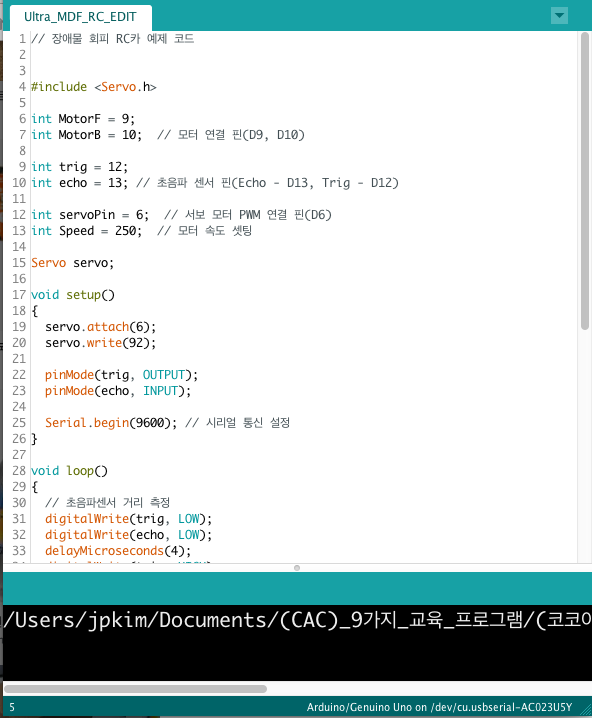 Ultra_MDF_RC_EDIT
1 // 장애물 회피 RC카 예제 코드
2
3
4 #include <Servo.h>
5
6 int MotorF = 9;
7 int MotorB = 10;  // 모터 연결 핀(D9, D10)
8
9 int trig = 12;
10 int echo = 13; // 초음파 센서 핀(Echo - D13, Trig - D12)
11
12 int servoPin = 6;  // 서보 모터 PWM 연결 핀(D6)
13 int Speed = 250;  // 모터 속도 셋팅
14
15 Servo servo;
16
17 void setup()
18 {
19   servo.attach(6);
20   servo.write(92);
21
22   pinMode(trig, OUTPUT);
23   pinMode(echo, INPUT);
24
25   Serial.begin(9600); // 시리얼 통신 설정
26 }
27
28 void loop()
29 {
30   // 초음파센서 거리 측정
31   digitalWrite(trig, LOW);
32   digitalWrite(echo, LOW);
33   delayMicroseconds(4);
/Users/jpkim/Documents/(CAC)_9가지_교육_프로그램/(코코아
5 Arduino/Genuino Uno on /dev/cu.usbserial-AC023U5Y